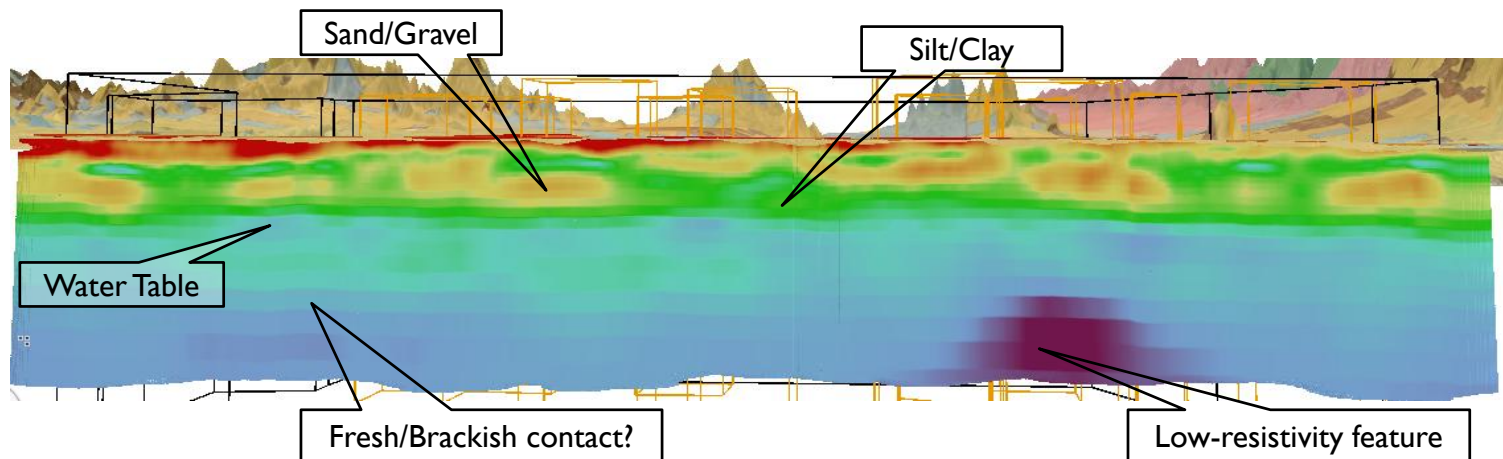 Sand/Gravel
Silt/Clay
Water Table
Fresh/Brackish contact?
Low-resistivity feature